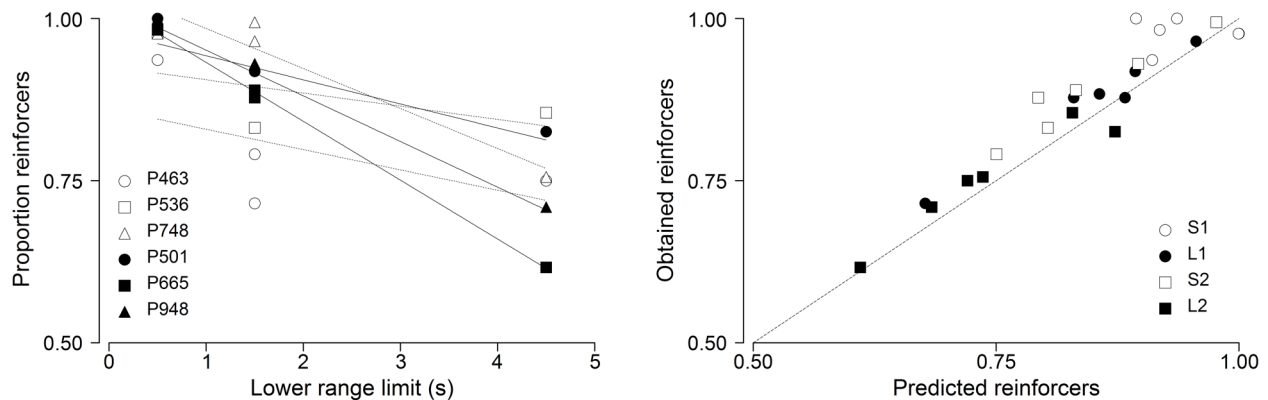 Proportion reinforcers
1.00
0.75
0.50
P463
P536
P748
P501
P665
P948
0 1 2 3 4 5
Lower range limit (s)
Obtained reinforcers
1.00
0.75
0.50
S1
L1
S2
L2
0.50 0.75 1.00
Predicted reinforcers